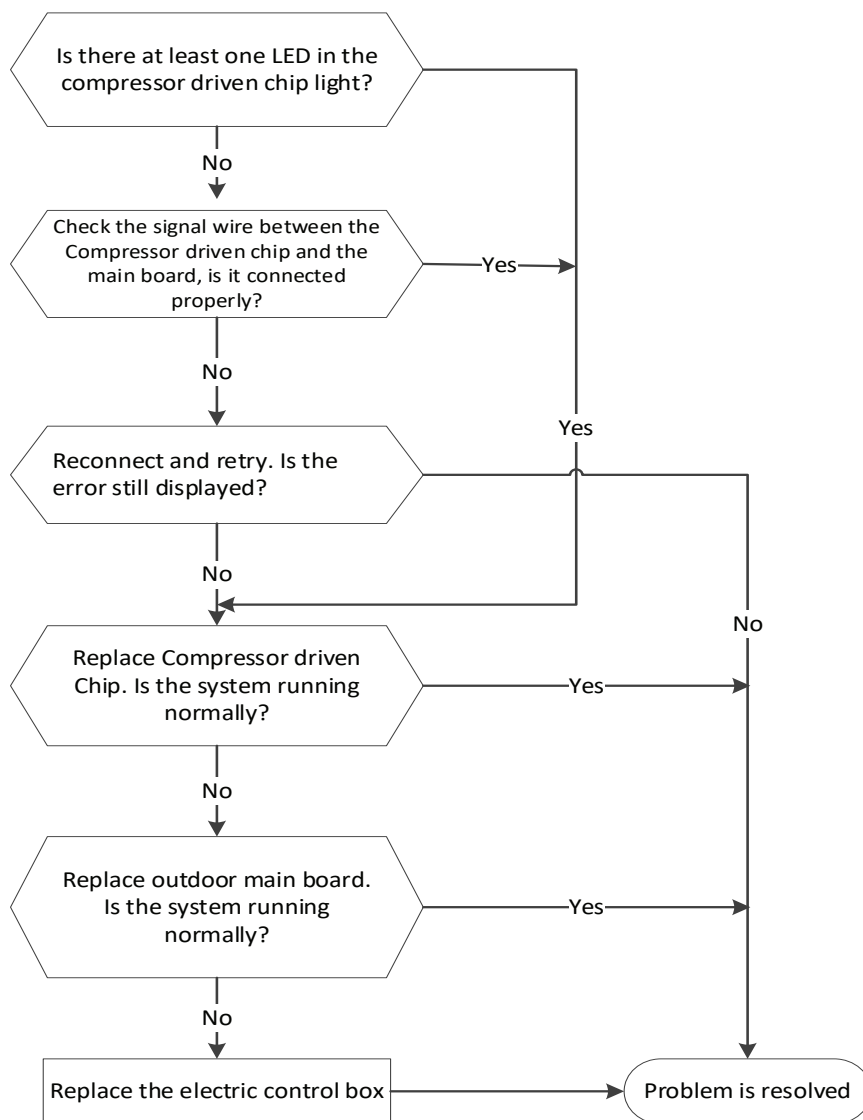 Is there at least one LED in the
compressor driven chip light?
No
Check the signal wire between the
Compressor driven chip and the
main board, is it connected
properly?
Yes
No
Yes
Reconnect and retry. Is the
error still displayed?
No
No
Replace Compressor driven
Chip. Is the system running
normally?
Yes
No
Replace outdoor main board.
Is the system running
normally?
Yes
No
Replace the electric control box
Problem is resolved